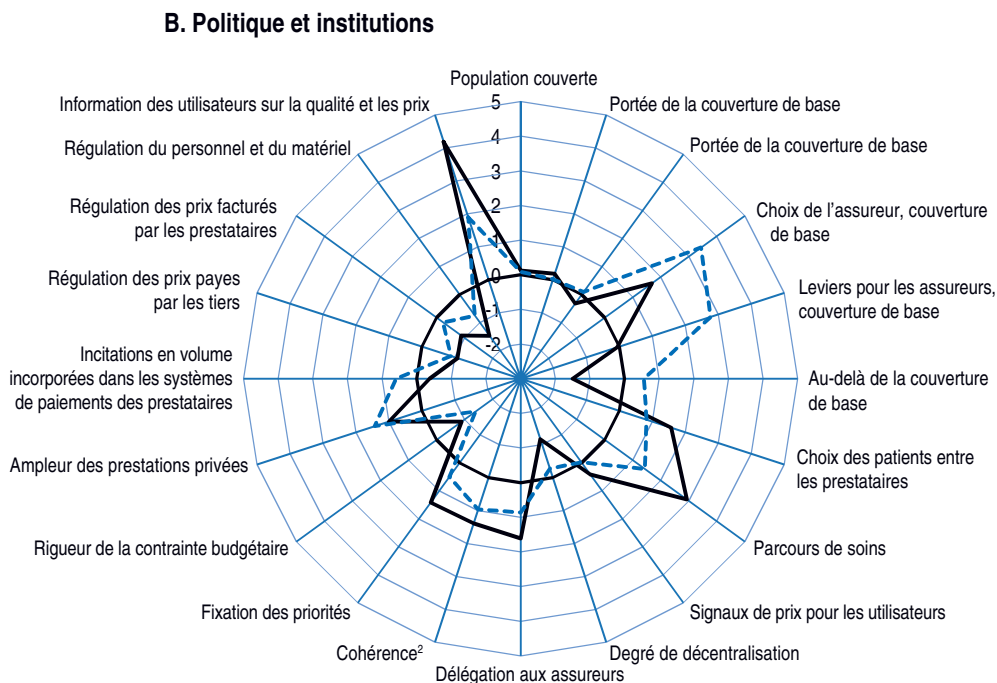 B. Politique et institutions
Population couverte
Portée de la couverture de base
Portée de la couverture de base
Choix de l'assureur, couverture
de base
Leviers pour les assureurs,
couverture de base
Au-delà de la couverture
de base
Choix des patients entre
les prestataires
Parcours de soins
Signaux de prix pour les utilisateurs
Degré de décentralisation
Délégation aux assureurs
Cohérence²
Fixation des priorités
Rigueur de la contrainte budgétaire
Ampleur des prestations privées
Incitations en volume
incorporées dans les systèmes
de paiements des prestataires
Régulation des prix payes
par les tiers
Régulation des prix facturés
par les prestataires
Régulation du personnel et du matériel
Information des utilisateurs sur la qualité et les prix
5
4
3
2
1
0
-1
-2